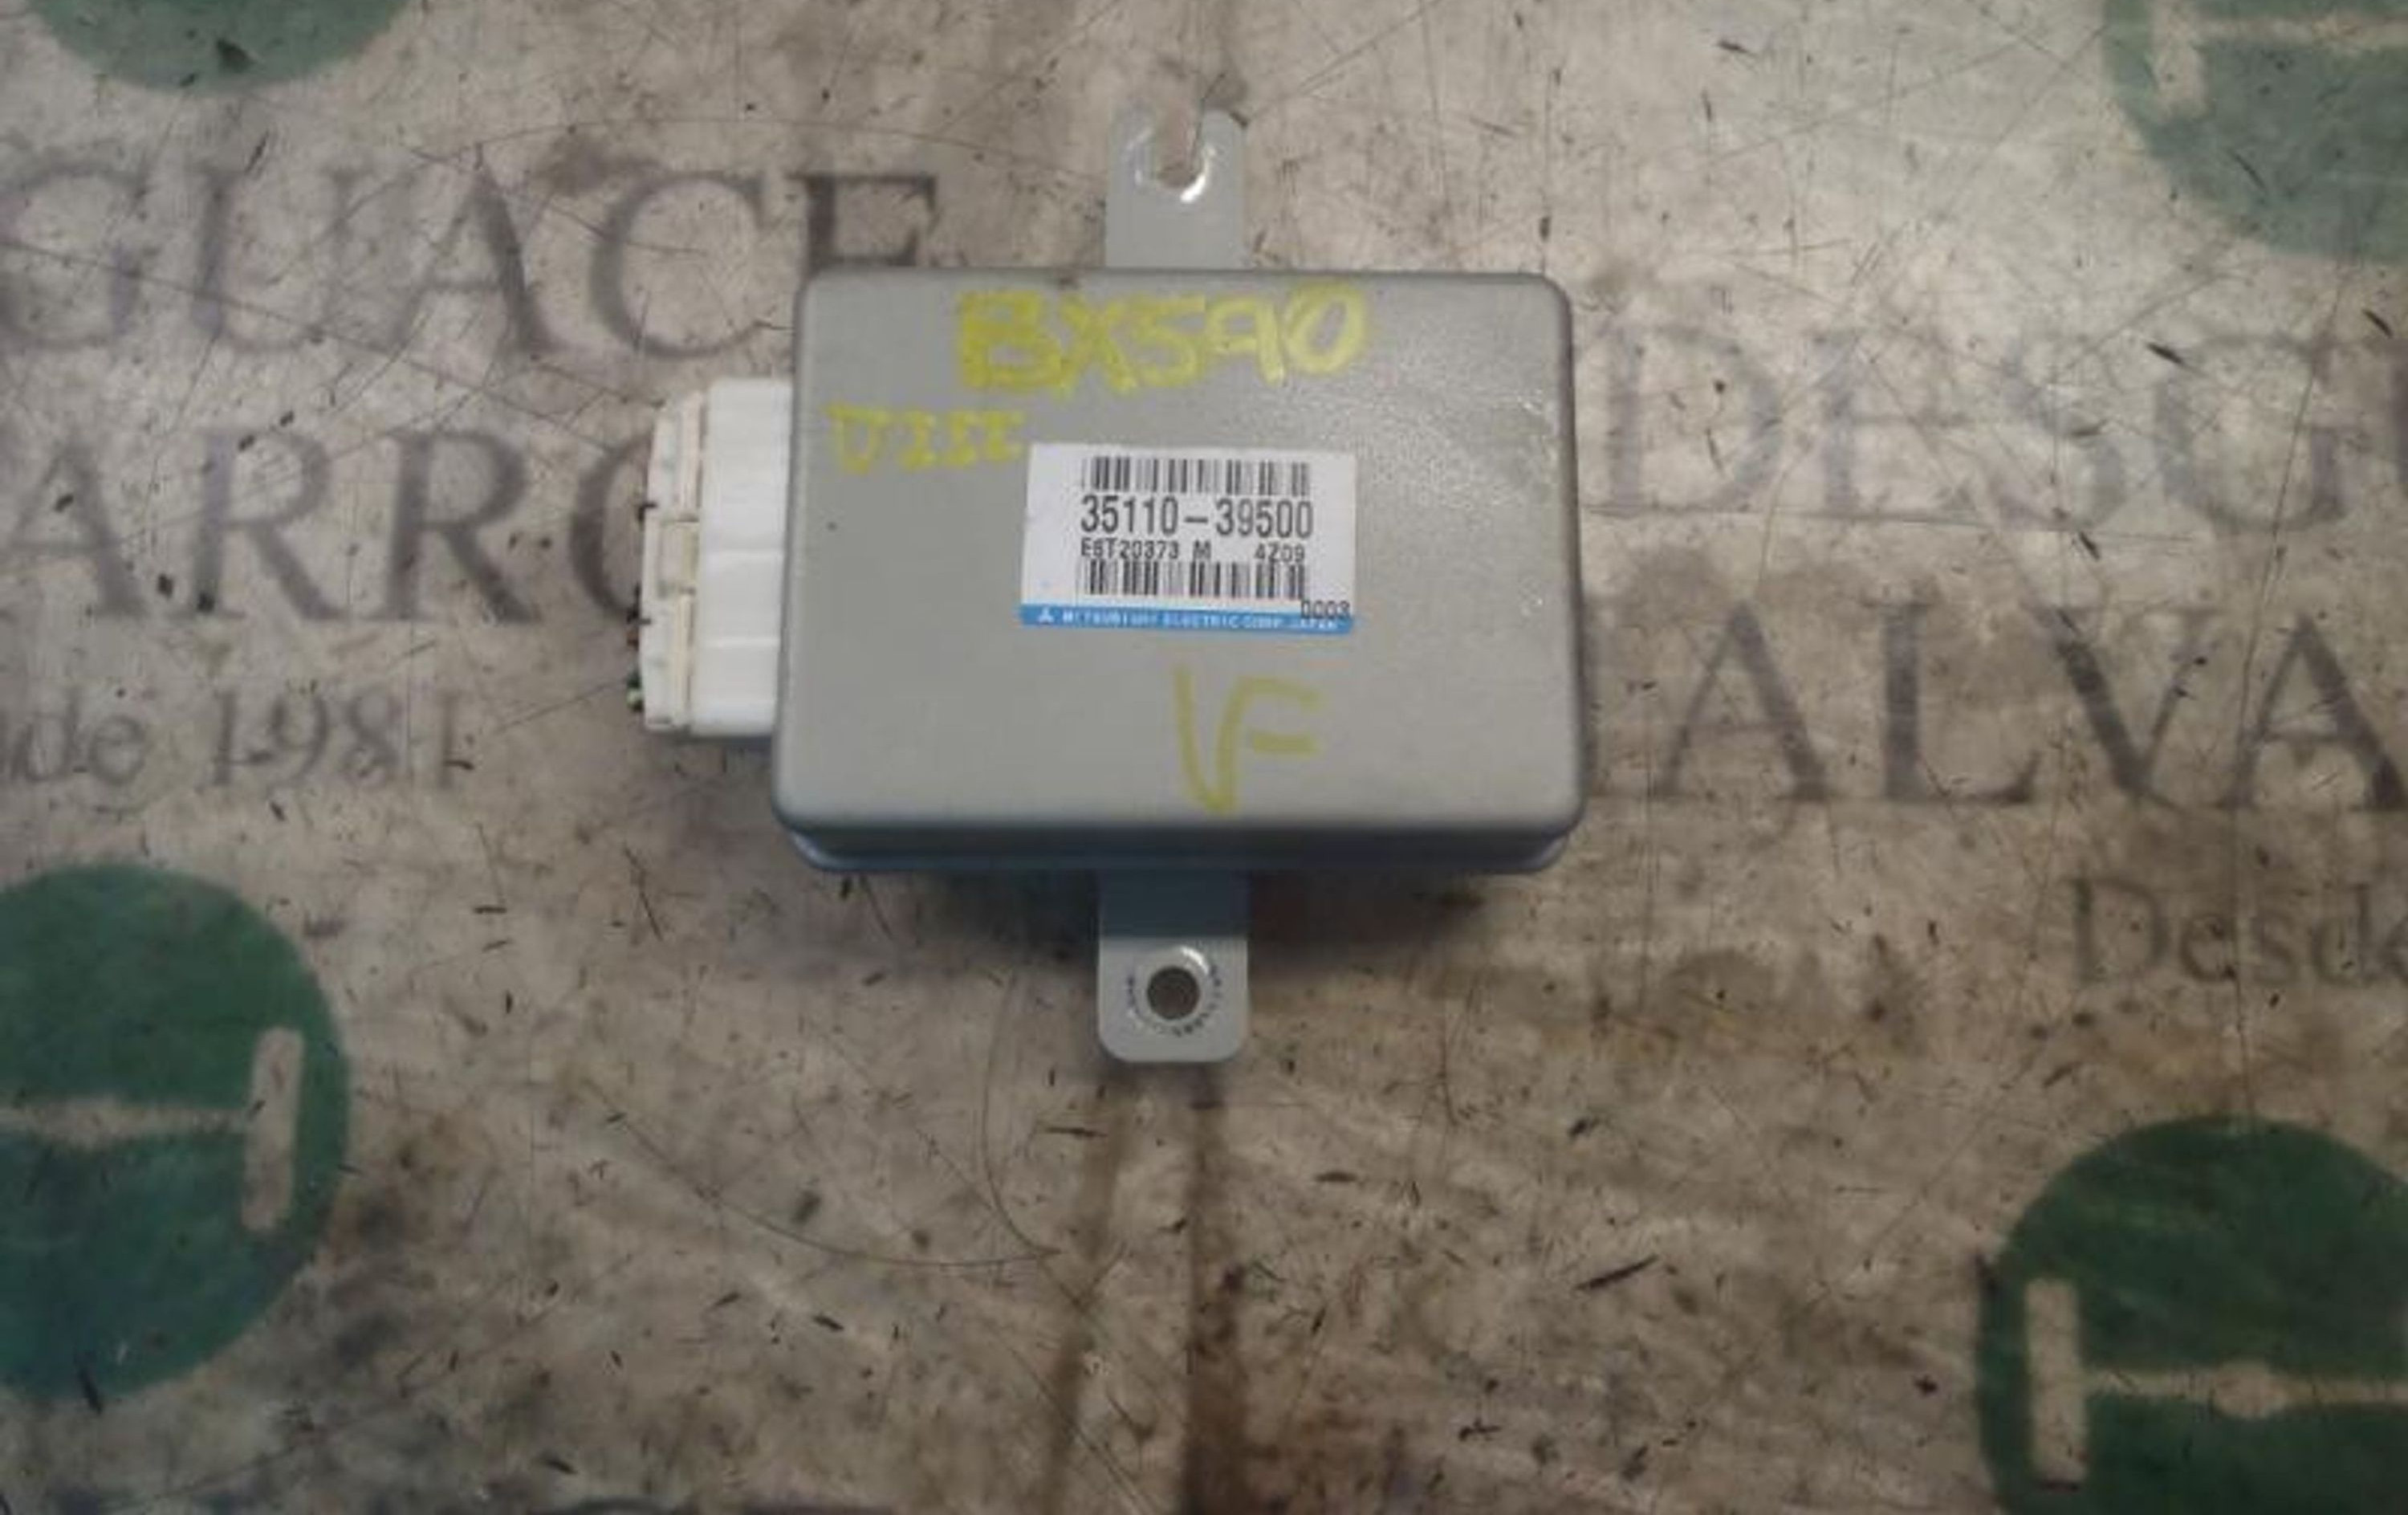 BX590
35110-39500
E6T20373 M 4Z09
0003
MITSUBISHI ELECTRIC CORP. JAPAN
VF
GUACE
ARRO
de 1981
DESG
ALVA
Desde